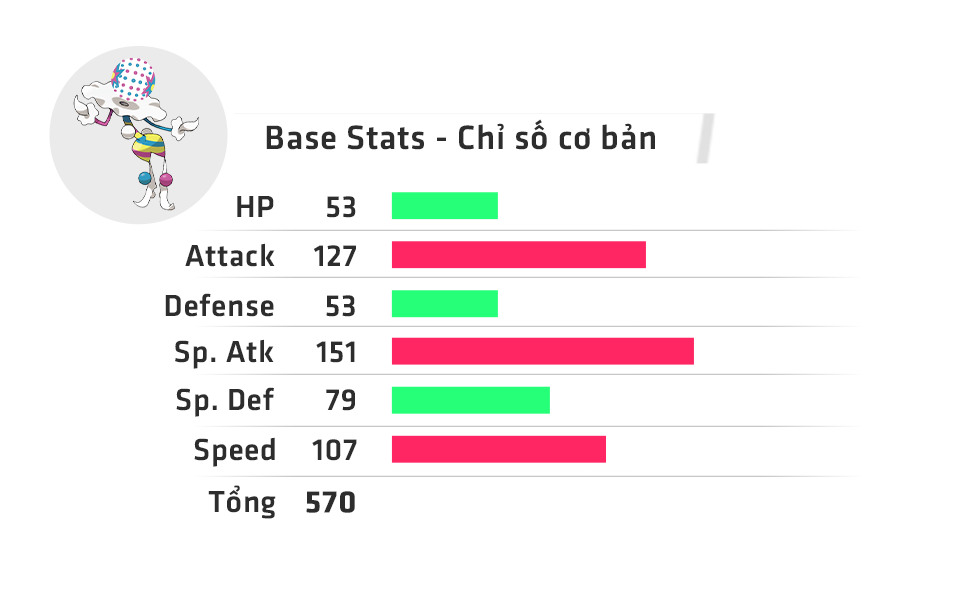 Base Stats - Chỉ số cơ bản
HP 53
Attack 127
Defense 53
Sp. Atk 151
Sp. Def 79
Speed 107
Tổng 570